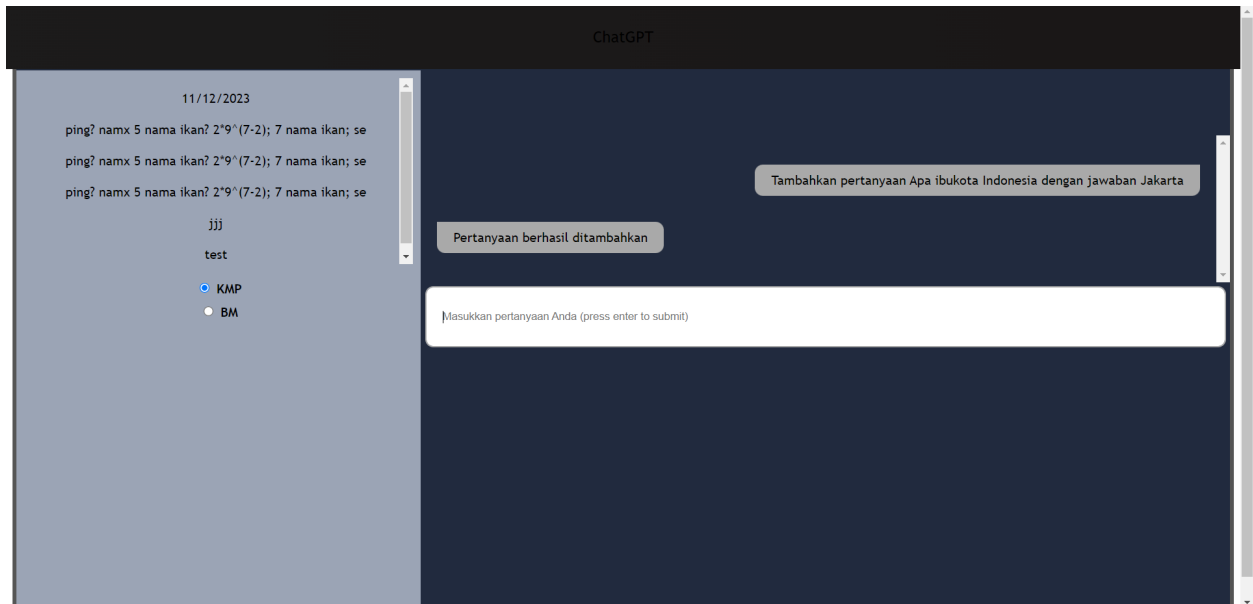 ChatGPT
11/12/2023
ping? namx 5 nama ikan? 2*9^(7-2); 7 nama ikan; se
ping? namx 5 nama ikan? 2*9^(7-2); 7 nama ikan; se
ping? namx 5 nama ikan? 2*9^(7-2); 7 nama ikan; se
jjj
test
KMP
BM
Tambahkan pertanyaan Apa ibukota Indonesia dengan jawaban Jakarta
Pertanyaan berhasil ditambahkan
Masukkan pertanyaan Anda (press enter to submit)